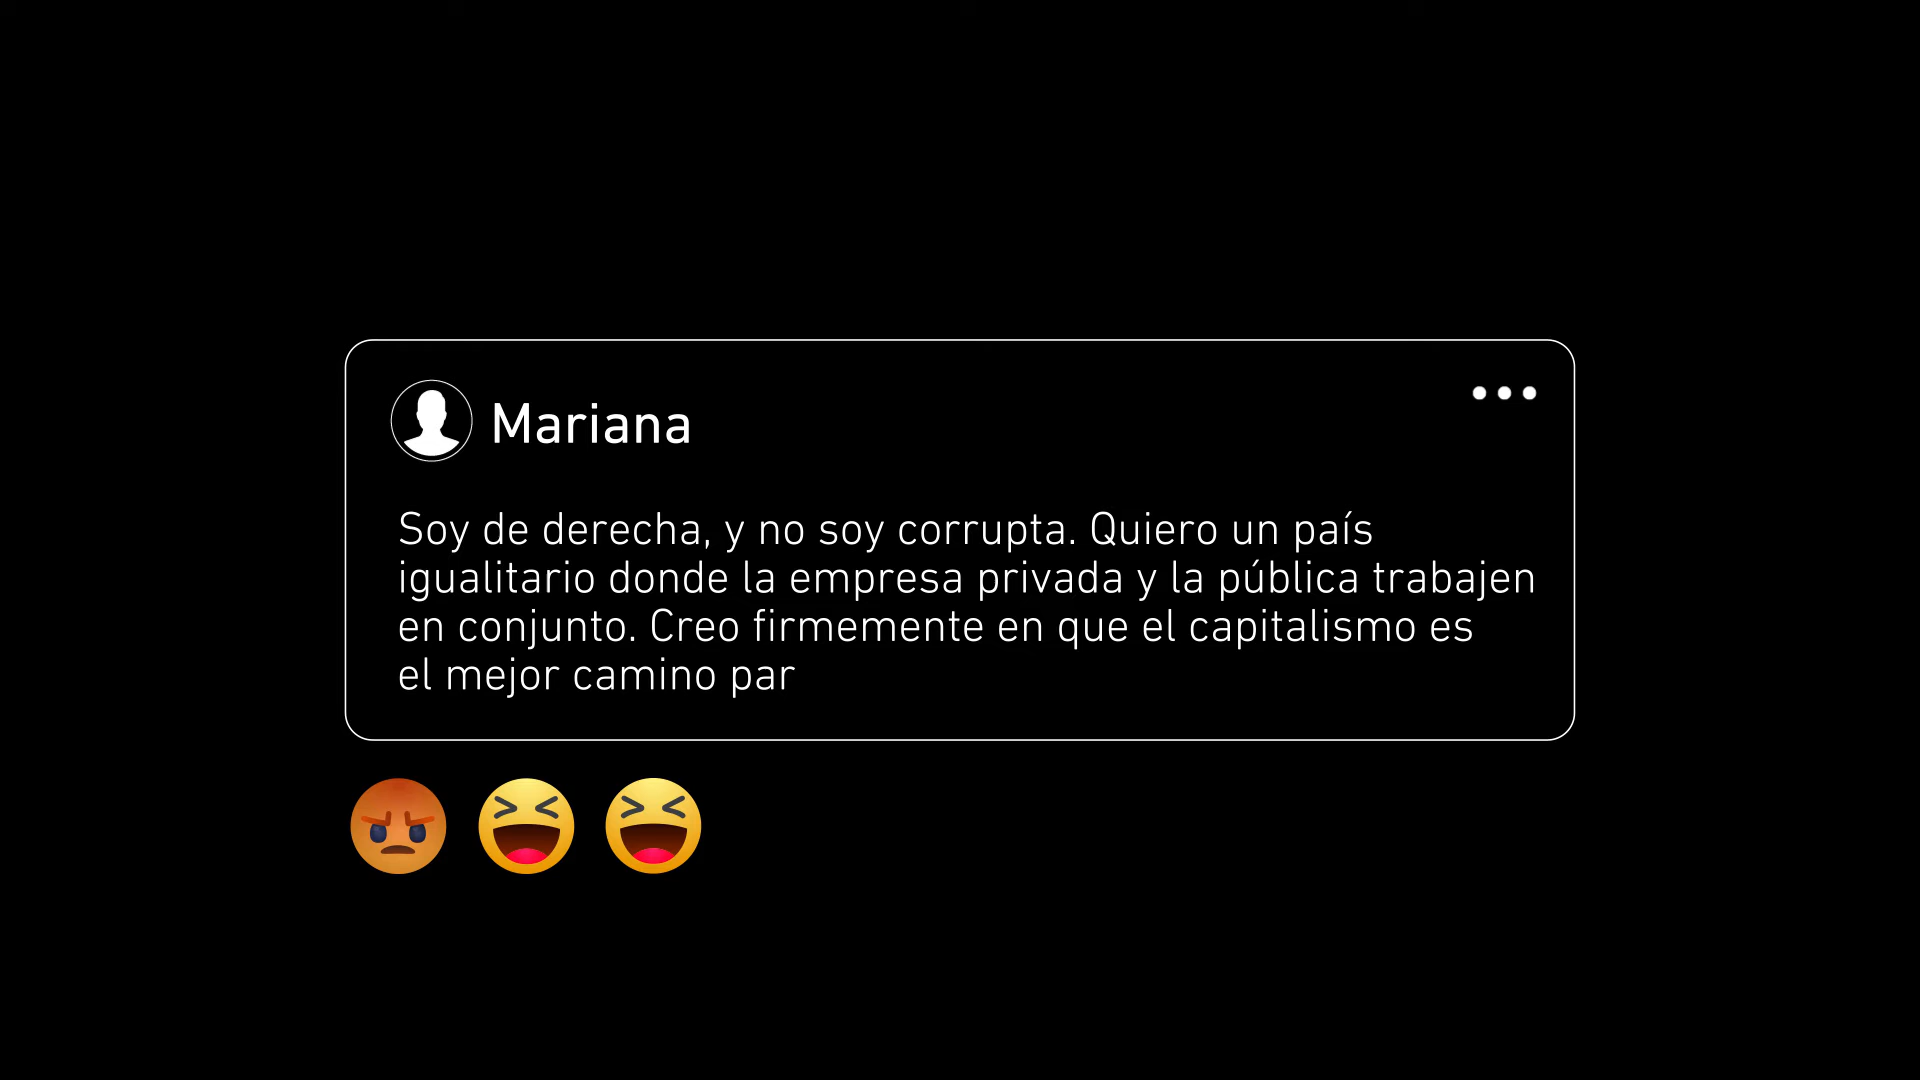 Mariana
Soy de derecha, y no soy corrupta. Quiero un país
igualitario donde la empresa privada y la pública trabajen
en conjunto. Creo firmemente en que el capitalismo es
el mejor camino par